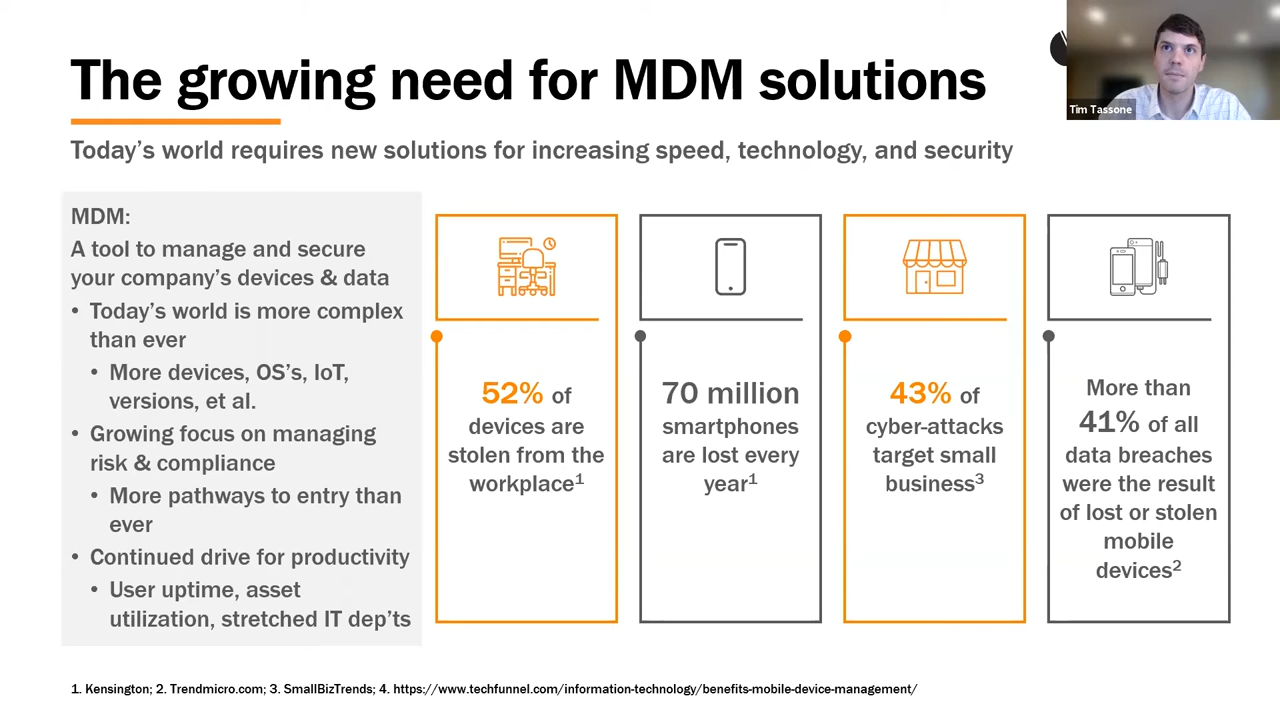 The growing need for MDM solutions
Tim Tassone
Today's world requires new solutions for increasing speed, technology, and security
MDM:
A tool to manage and secure
your company's devices & data
• Today's world is more complex
than ever
• More devices, OS's, IoT,
versions, et al.
• Growing focus on managing
risk & compliance
• More pathways to entry than
ever
• Continued drive for productivity
• User uptime, asset
utilization, stretched IT dep'ts
52% of
devices are
stolen from the
workplace¹
70 million
smartphones
are lost every
year¹
43% of
cyber-attacks
target small
business³
More than
41% of all
data breaches
were the result
of lost or stolen
mobile
devices²
1. Kensington; 2. Trendmicro.com; 3. SmallBizTrends; 4. https://www.techfunnel.com/information-technology/benefits-mobile-device-management/